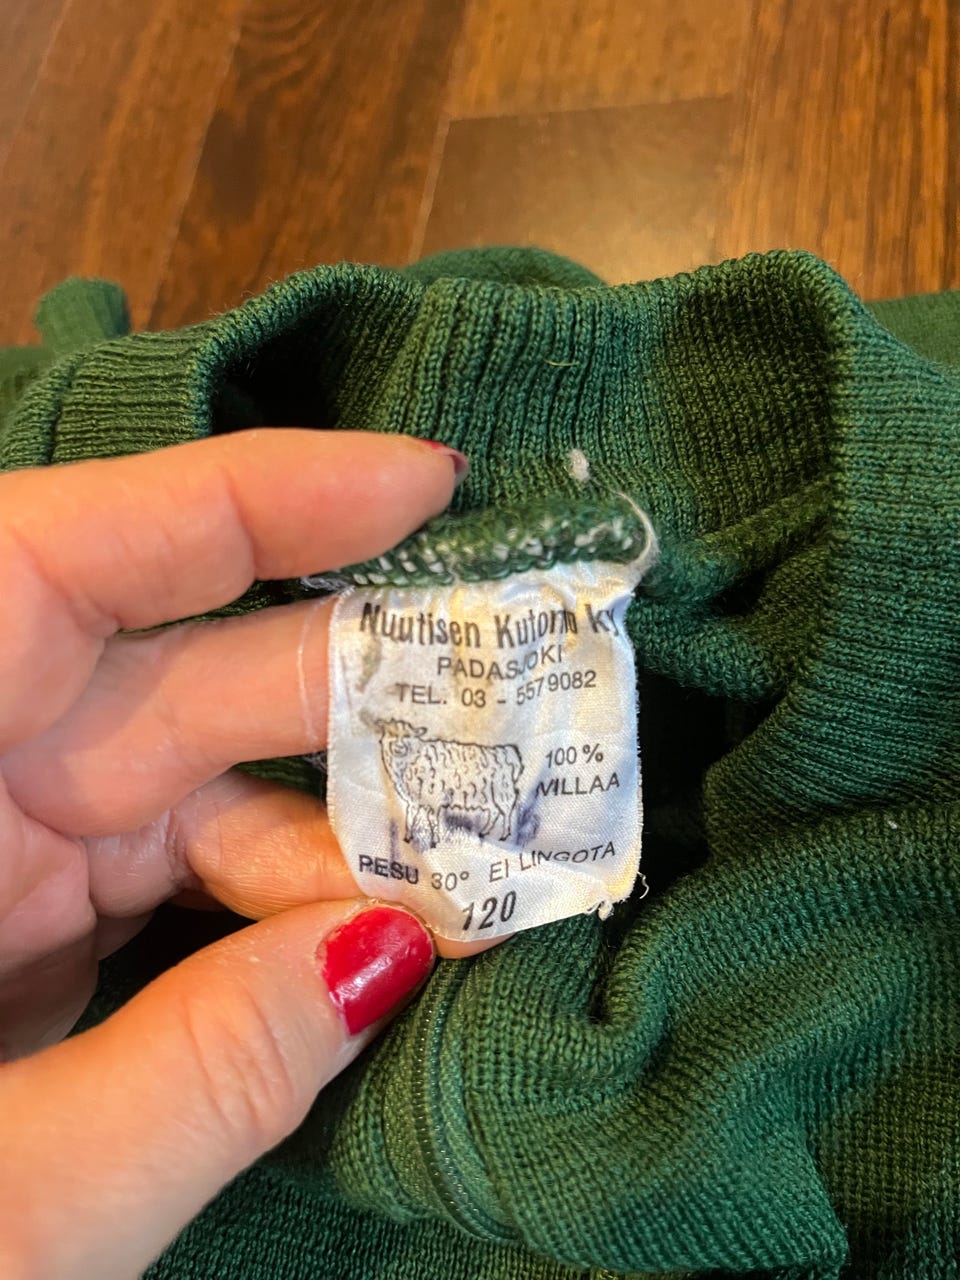 Nuutisen Kutomo ky
PADASJOKI
TEL. 03 - 5579082
100 %
VILLAA
PESU 30° EI LINGOTA
120